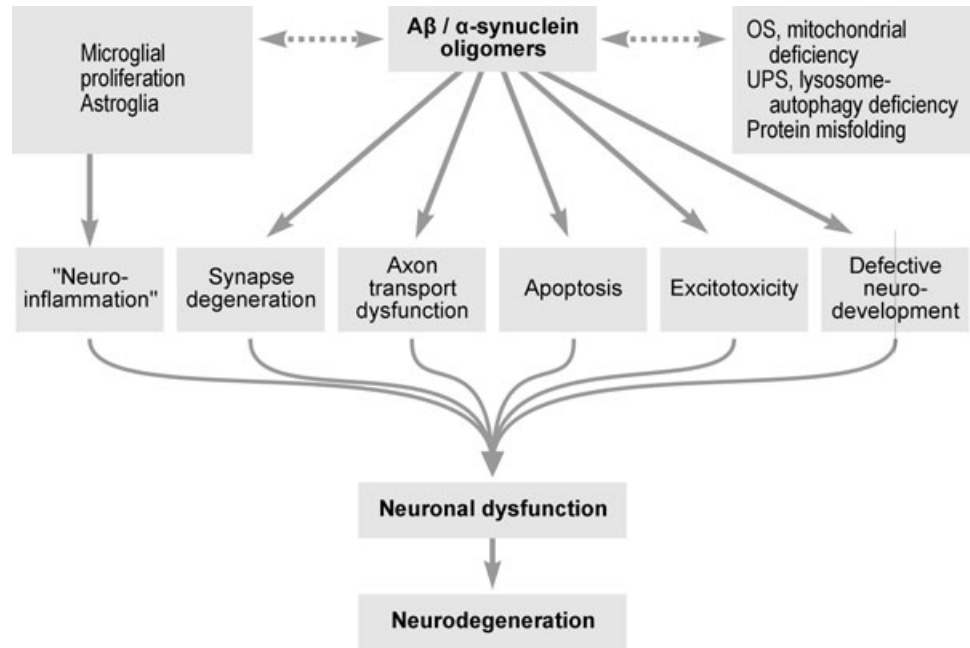 Microglial
proliferation
Astroglia
Aβ / α-synuclein
oligomers
OS, mitochondrial
deficiency
UPS, lysosome-
autophagy deficiency
Protein misfolding
"Neuro-
inflammation"
Synapse
degeneration
Axon
transport
dysfunction
Apoptosis
Excitotoxicity
Defective
neuro-
development
Neuronal dysfunction
Neurodegeneration